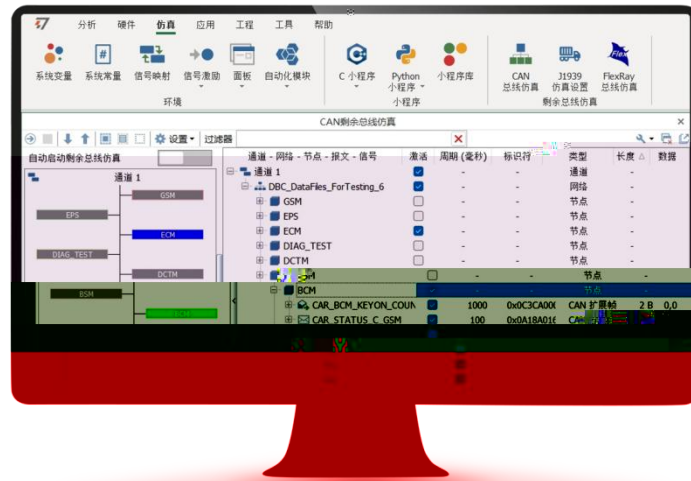 分析 硬件 仿真 应用 工程 工具 帮助
系统变量 系统常量 信号映射 信号激励 面板 自动化模块 C 小程序 Python 小程序 小程序库 CAN 总线仿真 J1939 仿真设置 FlexRay 总线仿真
环境 小程序 剩余总线仿真
CAN剩余总线仿真
设置 过滤器
自动启动剩余总线仿真 通道 - 网络 - 节点 - 报文 - 信号 激活 周期 (毫秒) 标识符 类型 长度 数据
通道 1
GSM
EPS
ECM
DIAG_TEST
DCTM
BSM
通道 1 - - 通道 -
DBC_DataFiles_ForTesting_6 - - 网络 -
GSM - - 节点 -
EPS - - 节点 -
ECM - - 节点 -
DIAG_TEST - - 节点 -
DCTM - - 节点 -
- - 节点 -
BCM - - 节点 -
CAR_BCM_KEYON_COUN 1000 0x0C3CA00( CAN 扩展帧 2 B 0,0
CAR_STATUS_C_GSM 100 0x0A18A01(